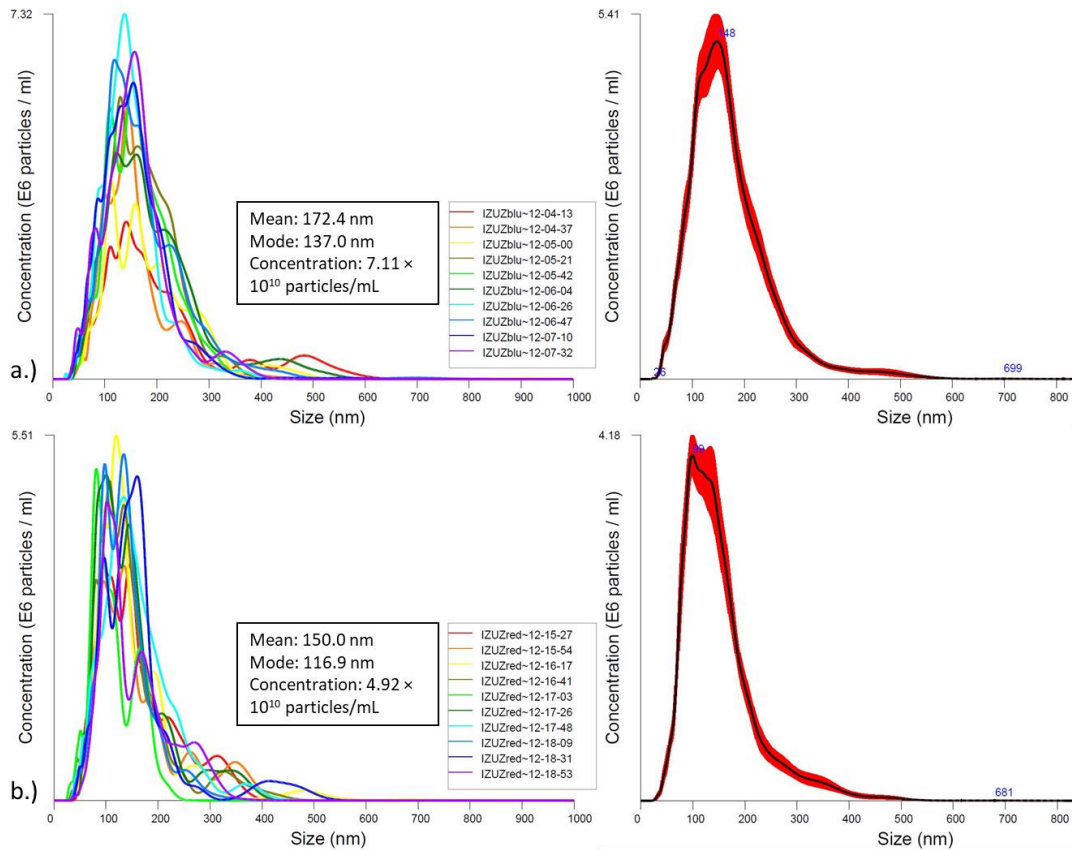 7.32
Concentration (E6 particles / ml)
Mean: 172.4 nm
Mode: 137.0 nm
Concentration: 7.11 ×
10¹⁰ particles/mL
IZUZblu~12-04-13
IZUZblu~12-04-37
IZUZblu~12-05-00
IZUZblu~12-05-21
IZUZblu~12-05-42
IZUZblu~12-06-04
IZUZblu~12-06-26
IZUZblu~12-06-47
IZUZblu~12-07-10
IZUZblu~12-07-32
a.)
0 100 200 300 400 500 600 700 800 900 1000
Size (nm)
5.41
Concentration (E6 particles / ml)
148
26
699
0 100 200 300 400 500 600 700 800
Size (nm)
5.51
Concentration (E6 particles / ml)
Mean: 150.0 nm
Mode: 116.9 nm
Concentration: 4.92 ×
10¹⁰ particles/mL
IZUZred~12-15-27
IZUZred~12-15-54
IZUZred~12-16-17
IZUZred~12-16-41
IZUZred~12-17-03
IZUZred~12-17-26
IZUZred~12-17-48
IZUZred~12-18-09
IZUZred~12-18-31
IZUZred~12-18-53
b.)
0 100 200 300 400 500 600 700 800 900 1000
Size (nm)
4.18
Concentration (E6 particles / ml)
99
681
0 100 200 300 400 500 600 700 800
Size (nm)